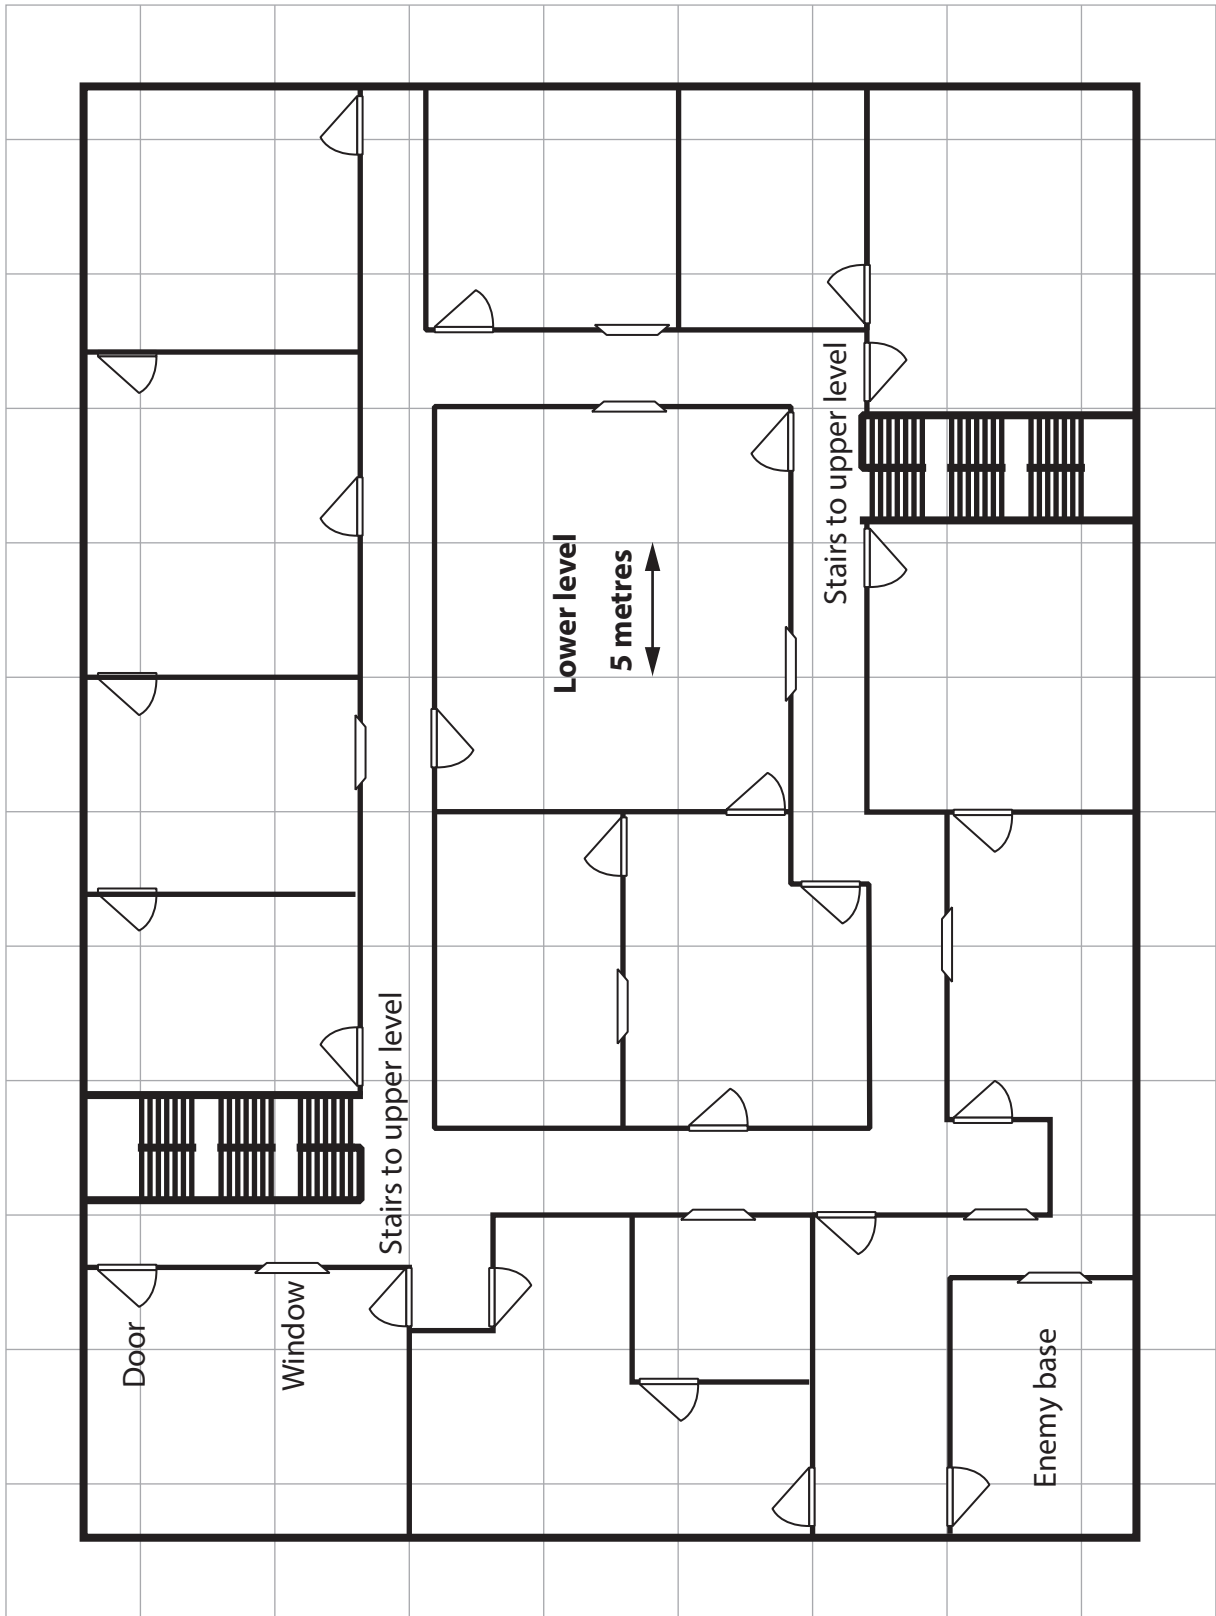 Stairs to upper level
Lower level
5 metres
Stairs to upper level
Door
Window
Enemy base